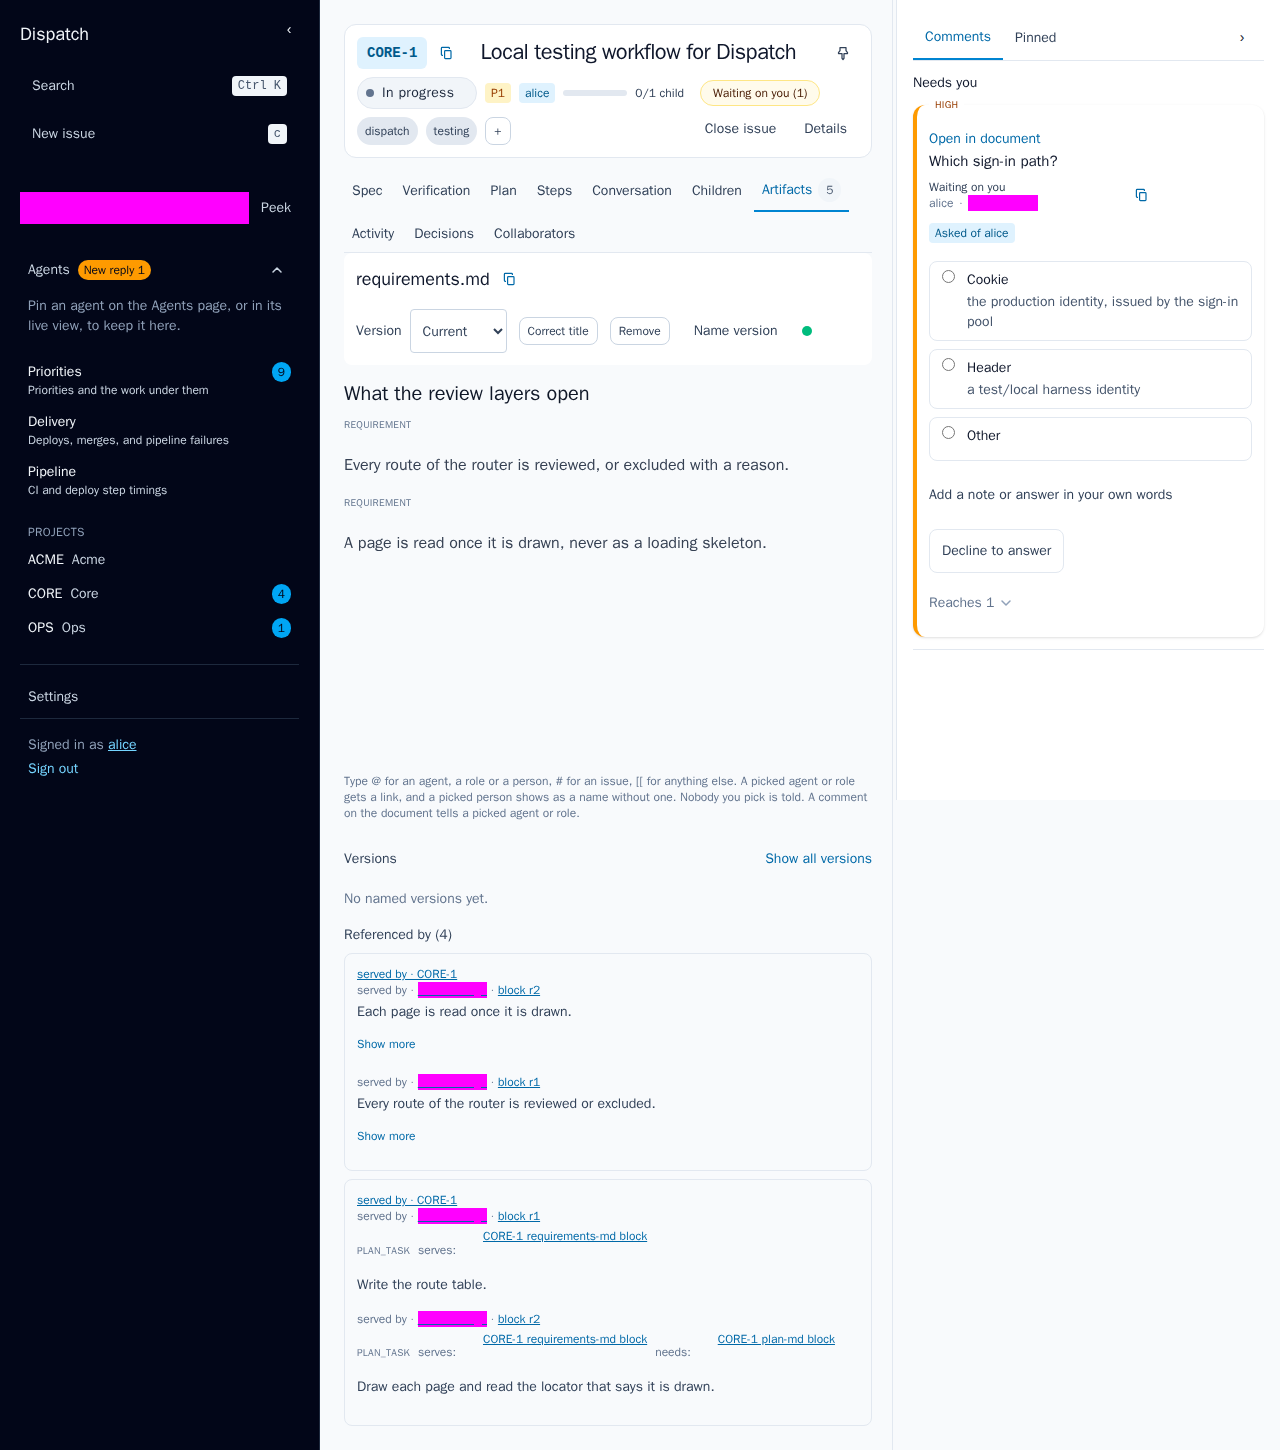 Dispatch
‹
Search
Ctrl K
New issue
C
Peek
Agents
New reply 1
Pin an agent on the Agents page, or in its
live view, to keep it here.
Priorities
9
Priorities and the work under them
Delivery
Deploys, merges, and pipeline failures
Pipeline
CI and deploy step timings
PROJECTS
ACME Acme
CORE Core
4
OPS Ops
1
Settings
Signed in as alice
Sign out
CORE-1
Local testing workflow for Dispatch
In progress
P1
alice
0/1 child
Waiting on you (1)
dispatch
testing
+
Close issue
Details
Spec
Verification
Plan
Steps
Conversation
Children
Artifacts 5
Activity
Decisions
Collaborators
requirements.md
Version
Current
Correct title
Remove
Name version
What the review layers open
REQUIREMENT
Every route of the router is reviewed, or excluded with a reason.
REQUIREMENT
A page is read once it is drawn, never as a loading skeleton.
Type @ for an agent, a role or a person, # for an issue, [[ for anything else. A picked agent or role
gets a link, and a picked person shows as a name without one. Nobody you pick is told. A comment
on the document tells a picked agent or role.
Versions
Show all versions
No named versions yet.
Referenced by (4)
served by · CORE-1
served by · · block r2
Each page is read once it is drawn.
Show more
served by · · block r1
Every route of the router is reviewed or excluded.
Show more
served by · CORE-1
served by · · block r1
PLAN_TASK serves: CORE-1 requirements-md block
Write the route table.
served by · · block r2
PLAN_TASK serves: CORE-1 requirements-md block needs: CORE-1 plan-md block
Draw each page and read the locator that says it is drawn.
Comments
Pinned
›
Needs you
HIGH
Open in document
Which sign-in path?
Waiting on you
alice ·
Asked of alice
Cookie
the production identity, issued by the sign-in
pool
Header
a test/local harness identity
Other
Add a note or answer in your own words
Decline to answer
Reaches 1